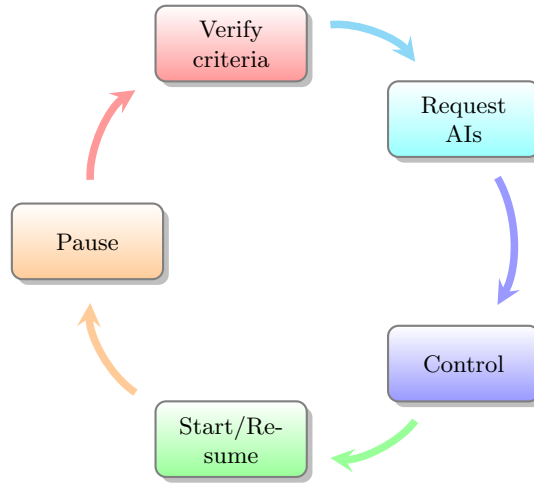 Verify
criteria
Request
AIs
Pause
Control
Start/Re-
sume